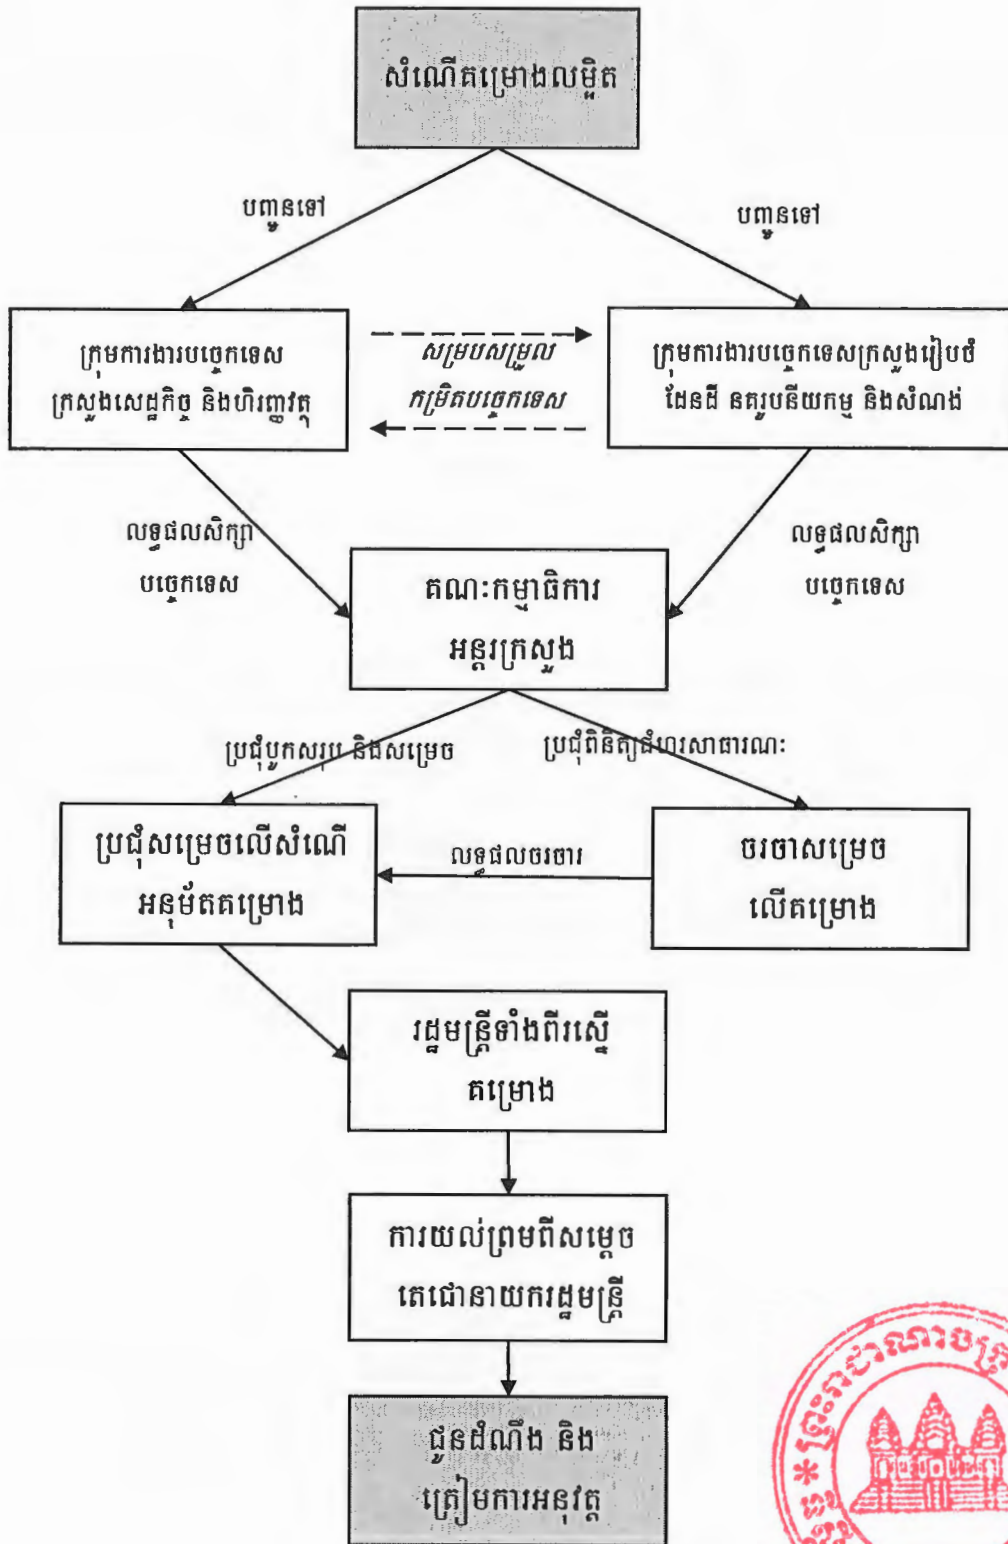 សំណើគម្រោងលម្អិត
បញ្ជូនទៅ
បញ្ជូនទៅ
ក្រុមការងារបច្ចេកទេស
ក្រសួងសេដ្ឋកិច្ច និងហិរញ្ញវត្ថុ
សម្របសម្រួល
កម្រិតបច្ចេកទេស
ក្រុមការងារបច្ចេកទេសក្រសួងរៀបចំ
ដែនដី នគរូបនីយកម្ម និងសំណង់
លទ្ធផលសិក្សា
បច្ចេកទេស
លទ្ធផលសិក្សា
បច្ចេកទេស
គណៈកម្មាធិការ
អន្តរក្រសួង
ប្រជុំបូកសរុប និងសម្រេច
ប្រជុំពិនិត្យដំហែរសាធារណៈ
ប្រជុំសម្រេចលើសំណើ
អនុម័តគម្រោង
លទ្ធផលចរចារ
ចរចាសម្រេច
លើគម្រោង
រដ្ឋមន្ត្រីទាំងពីរស្នើ
គម្រោង
ការយល់ព្រមពីសម្តេច
តេជោនាយករដ្ឋមន្ត្រី
ជូនដំណឹង និង
ត្រៀមការអនុវត្ត